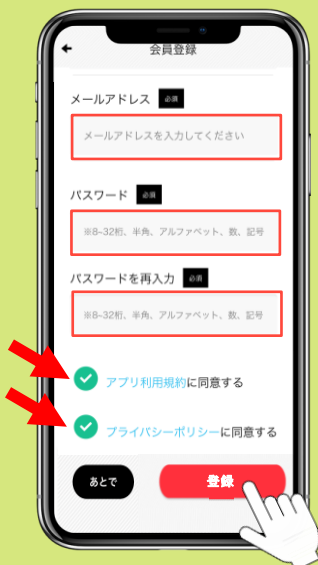 会員登録
メールアドレス 必須
メールアドレスを入力してください
パスワード 必須
※8~32桁、半角、アルファベット、数、記号
パスワードを再入力 必須
※8~32桁、半角、アルファベット、数、記号
アプリ利用規約に同意する
プライバシーポリシーに同意する
あとで 登録